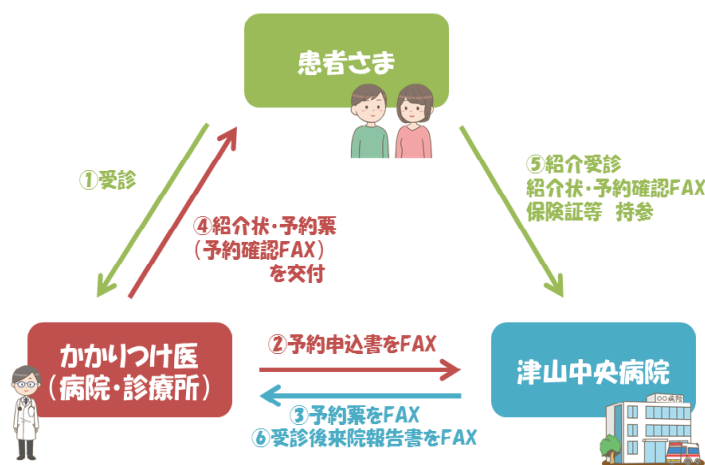 患者さま
①受診
⑤紹介受診
紹介状・予約確認FAX
保険証等 持参
④紹介状・予約票
（予約確認FAX）
を交付
かかりつけ医
（病院・診療所）
②予約申込書をFAX
津山中央病院
③予約票をFAX
⑥受診後来院報告書をFAX
〇〇病院